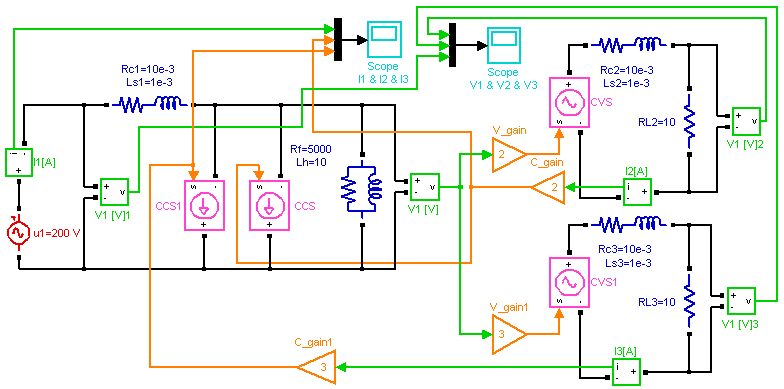 Scope
I1 & I2 & I3
Scope
V1 & V2 & V3
Rc1=10e-3
Ls1=1e-3
i
I1[A]
u1=200 V
+
-
v
V1 [V]1
s
+
-
CCS1
s
+
-
CCS
Rf=5000
Lh=10
+
-
v
V1 [V]
V_gain
2
C_gain
2
CVS
s
+
-
Rc2=10e-3
Ls2=1e-3
RL2=10
+
-
v
V1 [V]2
I2[A]
i
+
-
CVS1
s
+
-
Rc3=10e-3
Ls3=1e-3
RL3=10
+
-
v
V1 [V]3
V_gain1
3
C_gain1
3
I3[A]
i
+
-